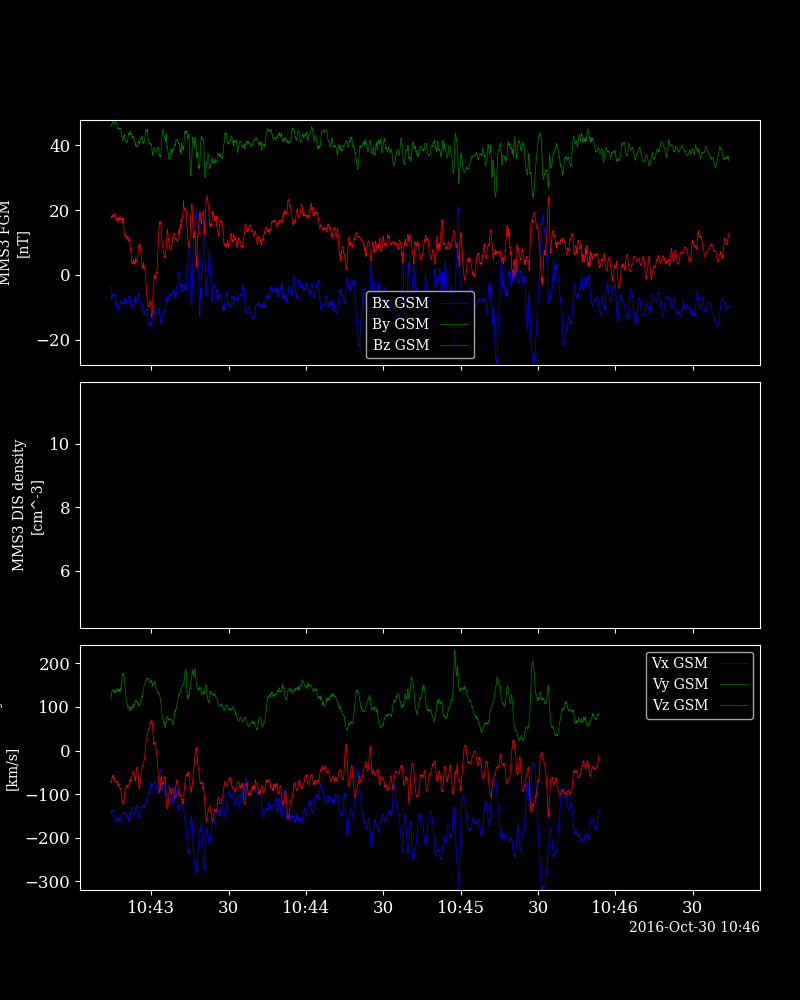 MMS3 FGM
[nT]
40
20
0
−20
Bx GSM
By GSM
Bz GSM
MMS3 DIS density
[cm^-3]
10
8
6
[km/s]
200
100
0
−100
−200
−300
Vx GSM
Vy GSM
Vz GSM
10:43 30 10:44 30 10:45 30 10:46 30
2016-Oct-30 10:46